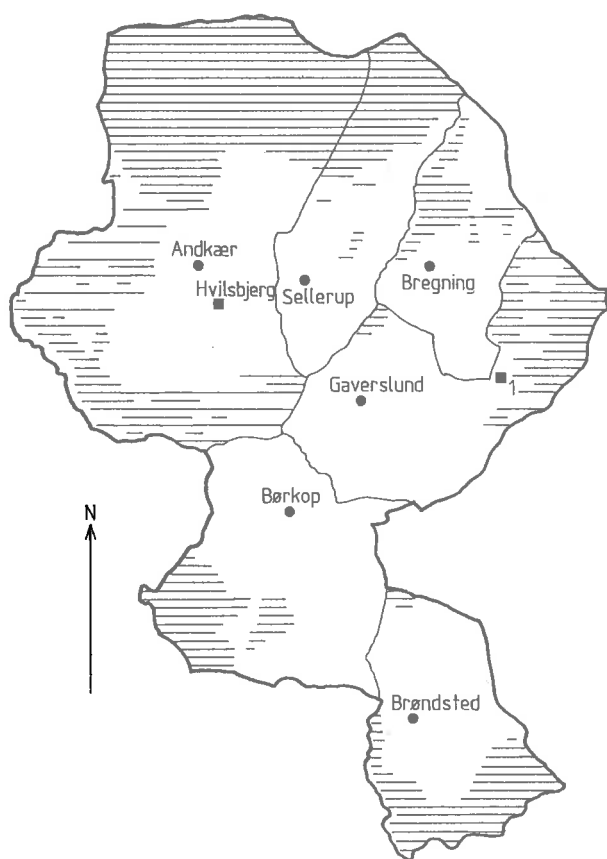 Andkær
Hvilsbjerg
Sellerup
Bregning
Gaverslund
1
Børkop
N
Brøndsted